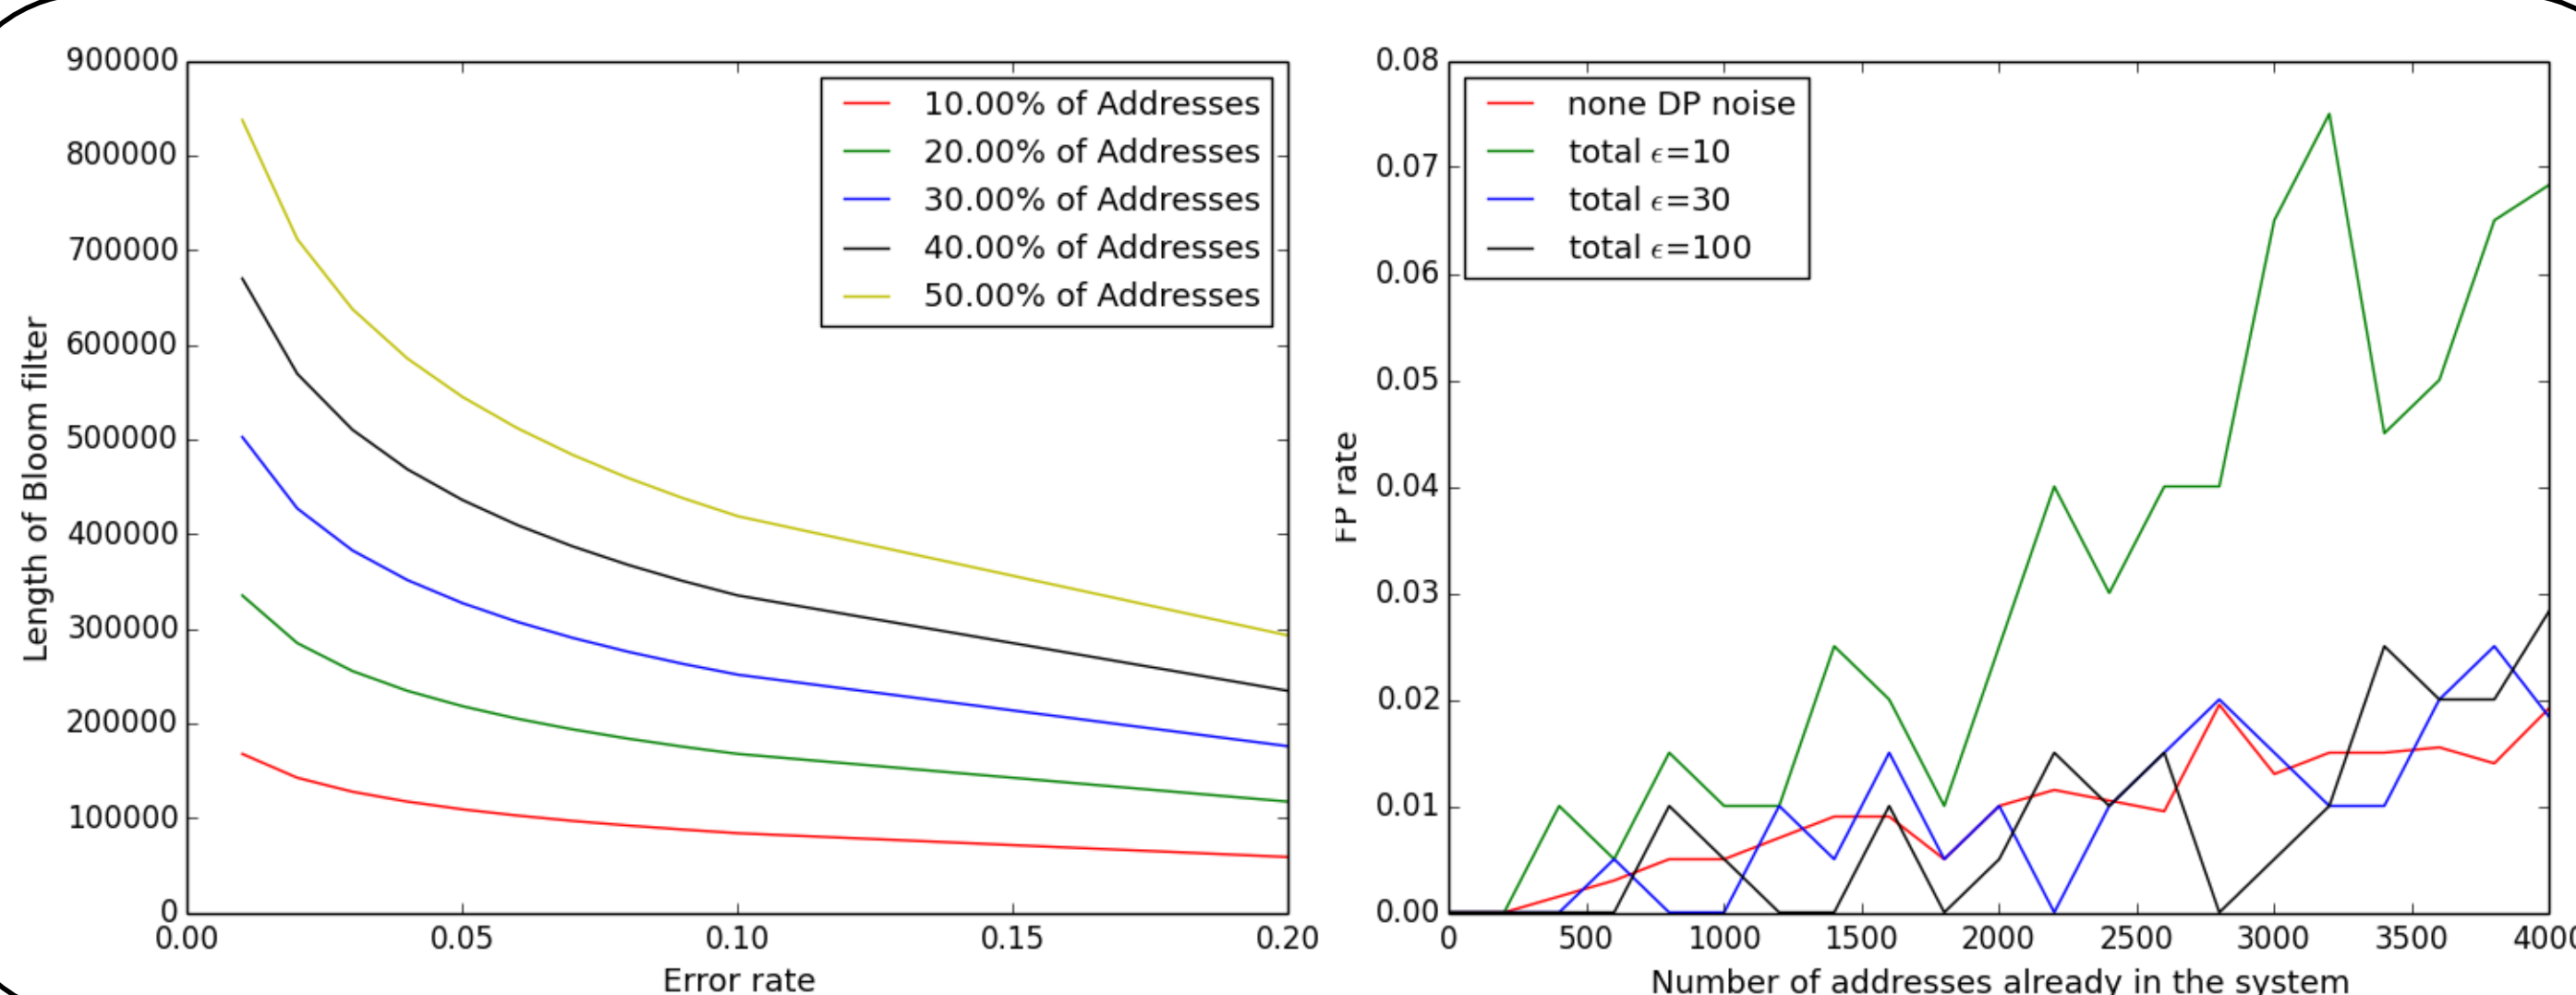 900000
800000
700000
600000
500000
400000
300000
200000
100000
0
Length of Bloom filter
10.00% of Addresses
20.00% of Addresses
30.00% of Addresses
40.00% of Addresses
50.00% of Addresses
0.00 0.05 0.10 0.15 0.20
Error rate
0.08
0.07
0.06
0.05
0.04
0.03
0.02
0.01
0.00
FP rate
none DP noise
total ϵ=10
total ϵ=30
total ϵ=100
0 500 1000 1500 2000 2500 3000 3500 4000
Number of addresses already in the system